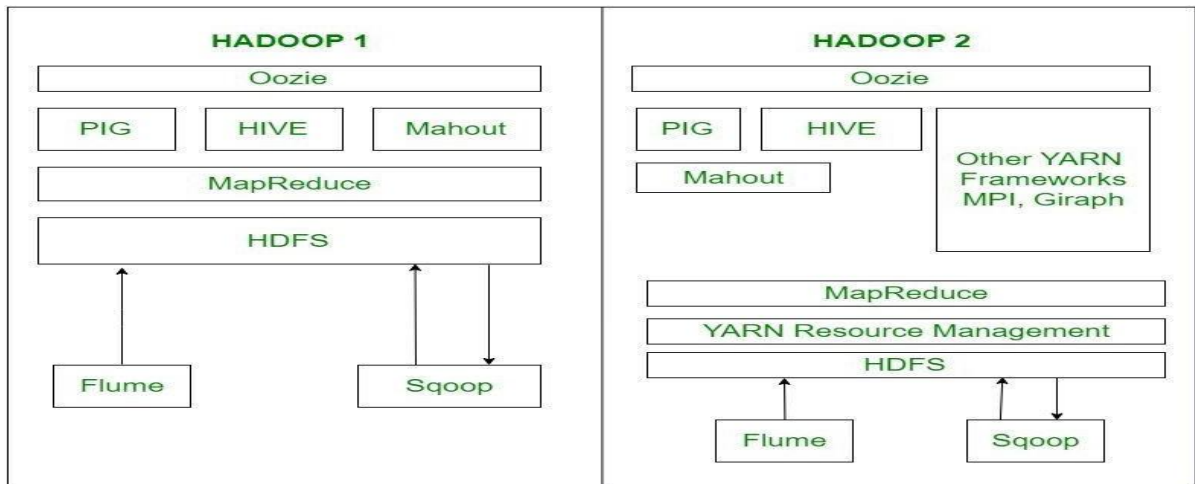 HADOOP 1
Oozie
PIG
HIVE
Mahout
MapReduce
HDFS
Flume
Sqoop
HADOOP 2
Oozie
PIG
HIVE
Other YARN
Frameworks
MPI, Giraph
Mahout
MapReduce
YARN Resource Management
HDFS
Flume
Sqoop